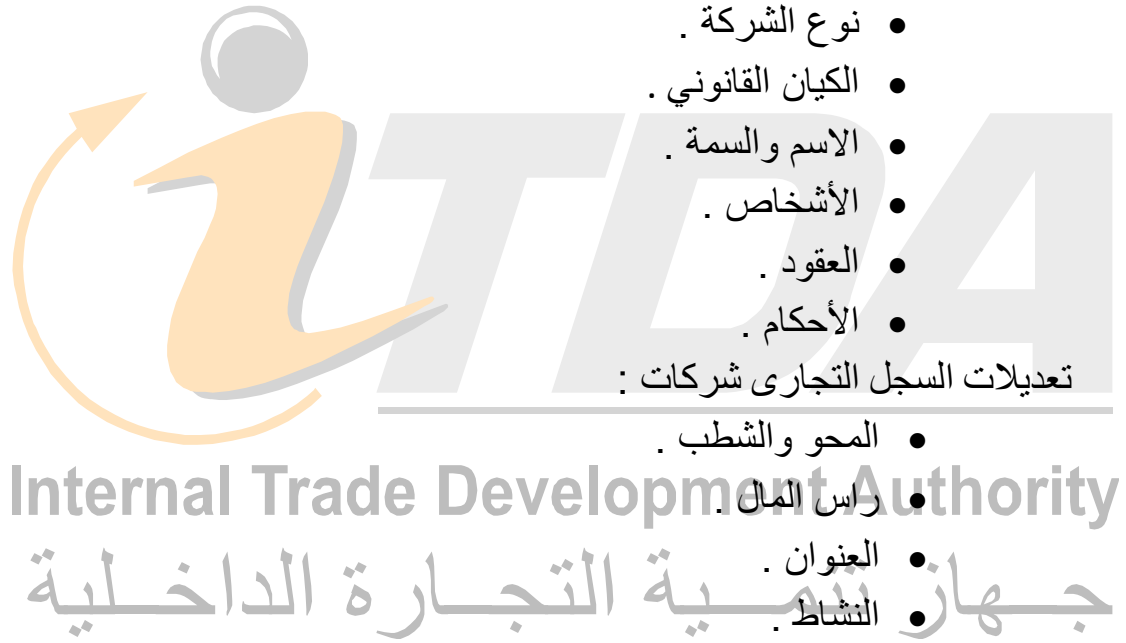 • نوع الشركة .
• الكيان القانوني .
• الاسم والسمة .
• الأشخاص .
• العقود .
• الأحكام .
تعديلات السجل التجارى شركات :
• المحو والشطب .
• راس المال .
• العنوان .
• النشاط .
iTDA
Internal Trade Development Authority
جهاز تنمية التجارة الداخلية